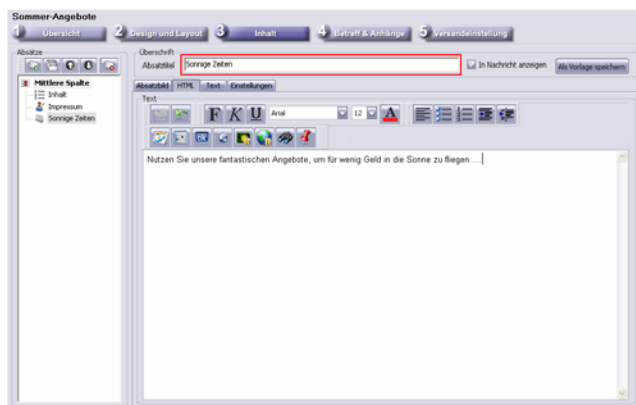 Sommer-Angebote
1 Übersicht 2 Design und Layout 3 Inhalt 4 Betreff & Anhänge 5 Versandeinstellung
Absätze
Überschrift
Absatztitel Sonnige Zeiten In Nachricht anzeigen Als Vorlage speichern
Mittlere Spalte
Inhalt
Impressum
Sonnige Zeiten
Absatzbild HTML Text Einstellungen
Text
F K U Arial 12 A
Nutzen Sie unsere fantastischen Angebote, um für wenig Geld in die Sonne zu fliegen ....